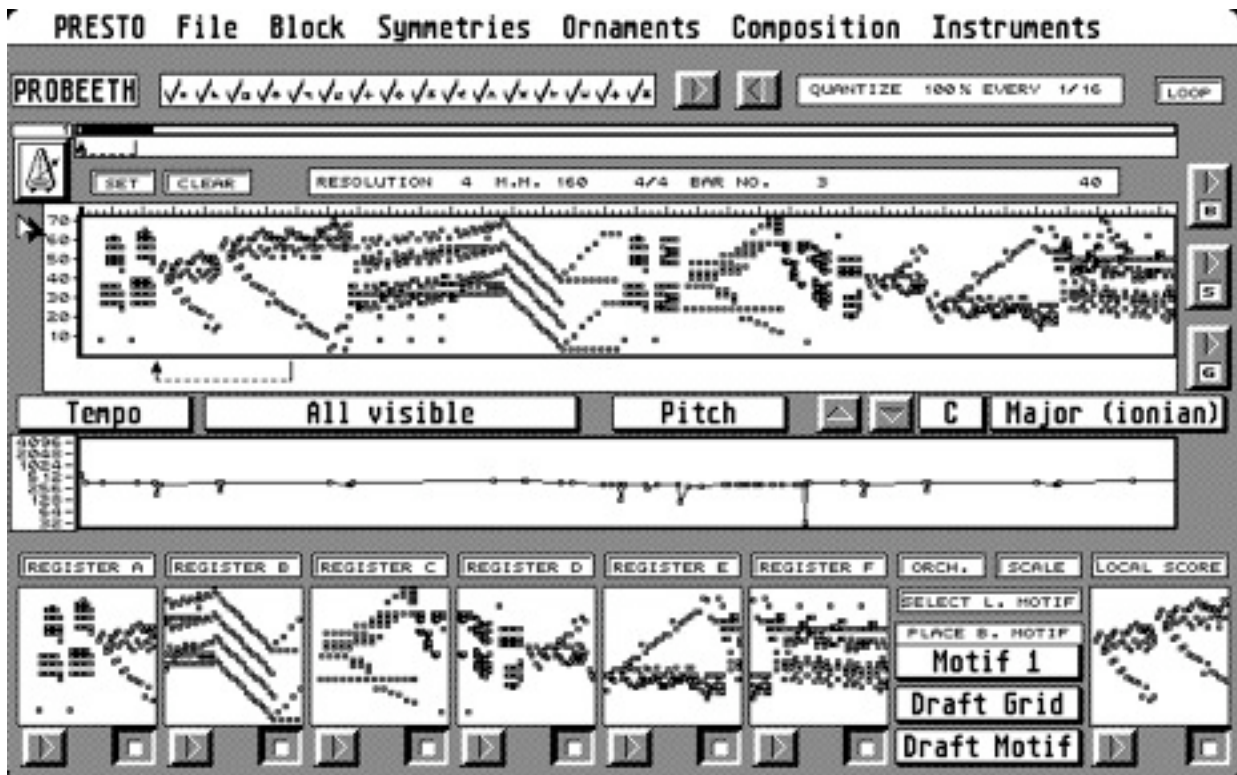 PRESTO File Block Symmetries Ornaments Composition Instruments
PROBEETH QUANTIZE 100% EVERY 1/16 LOOP
1
SET CLEAR RESOLUTION 4 M.M. 160 4/4 BAR NO. 3 40
B
70
60
50
40
30
20
10
S
G
Tempo All visible Pitch C Major (ionian)
REGISTER A REGISTER B REGISTER C REGISTER D REGISTER E REGISTER F ORCH. SCALE LOCAL SCORE
SELECT L. MOTIF
PLACE B. MOTIF
Motif 1
Draft Grid
Draft Motif